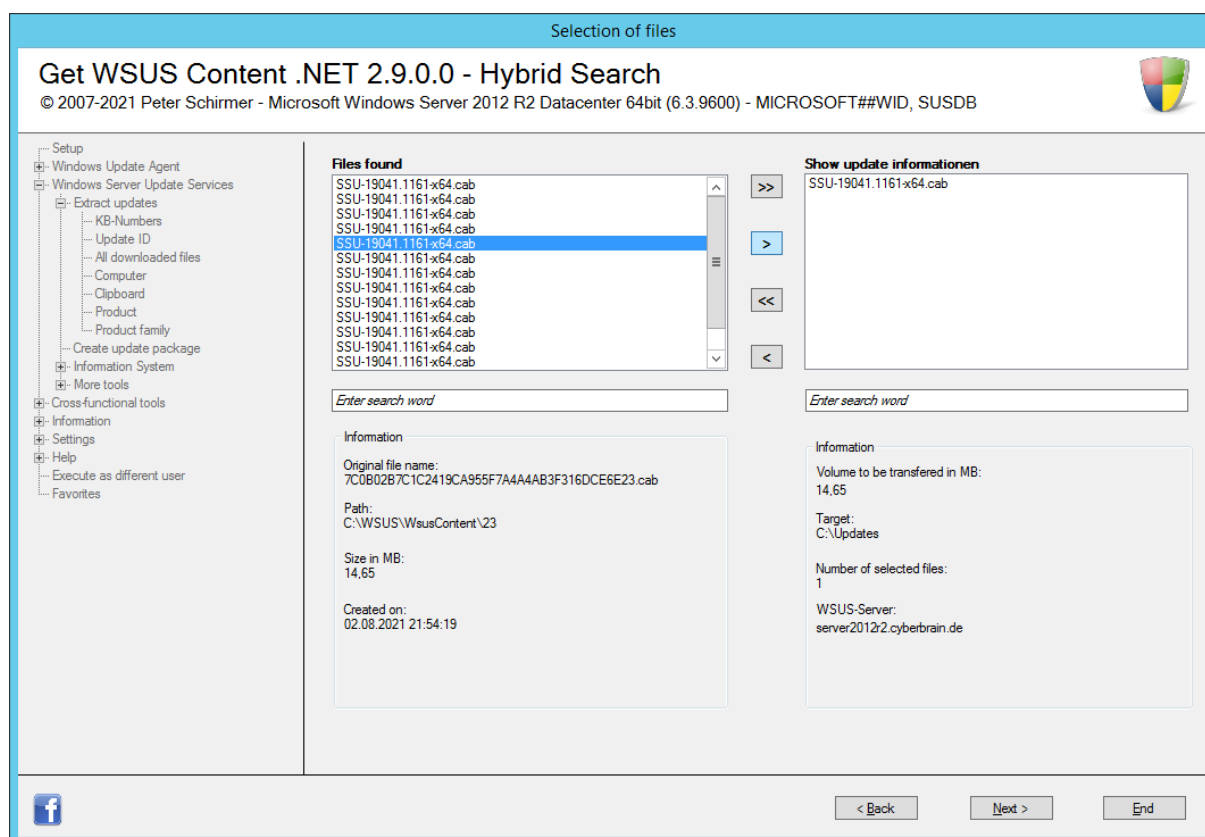 Selection of files
Get WSUS Content .NET 2.9.0.0 - Hybrid Search
© 2007-2021 Peter Schirmer - Microsoft Windows Server 2012 R2 Datacenter 64bit (6.3.9600) - MICROSOFT##WID, SUSDB
Setup
Windows Update Agent
Windows Server Update Services
Extract updates
KB-Numbers
Update ID
All downloaded files
Computer
Clipboard
Product
Product family
Create update package
Information System
More tools
Cross-functional tools
Information
Settings
Help
Execute as different user
Favorites
Files found
SSU-19041.1161-x64.cab
SSU-19041.1161-x64.cab
SSU-19041.1161-x64.cab
SSU-19041.1161-x64.cab
SSU-19041.1161-x64.cab
SSU-19041.1161-x64.cab
SSU-19041.1161-x64.cab
SSU-19041.1161-x64.cab
SSU-19041.1161-x64.cab
SSU-19041.1161-x64.cab
SSU-19041.1161-x64.cab
SSU-19041.1161-x64.cab
SSU-19041.1161-x64.cab
Enter search word
Information
Original file name:
7C0B02B7C1C2419CA955F7A4A4AB3F316DCE6E23.cab
Path:
C:\WSUS\WsusContent\23
Size in MB:
14,65
Created on:
02.08.2021 21:54:19
>>
>
<<
<
Show update informationen
SSU-19041.1161-x64.cab
Enter search word
Information
Volume to be transfered in MB:
14,65
Target:
C:\Updates
Number of selected files:
1
WSUS-Server:
server2012r2.cyberbrain.de
f
< Back
Next >
End